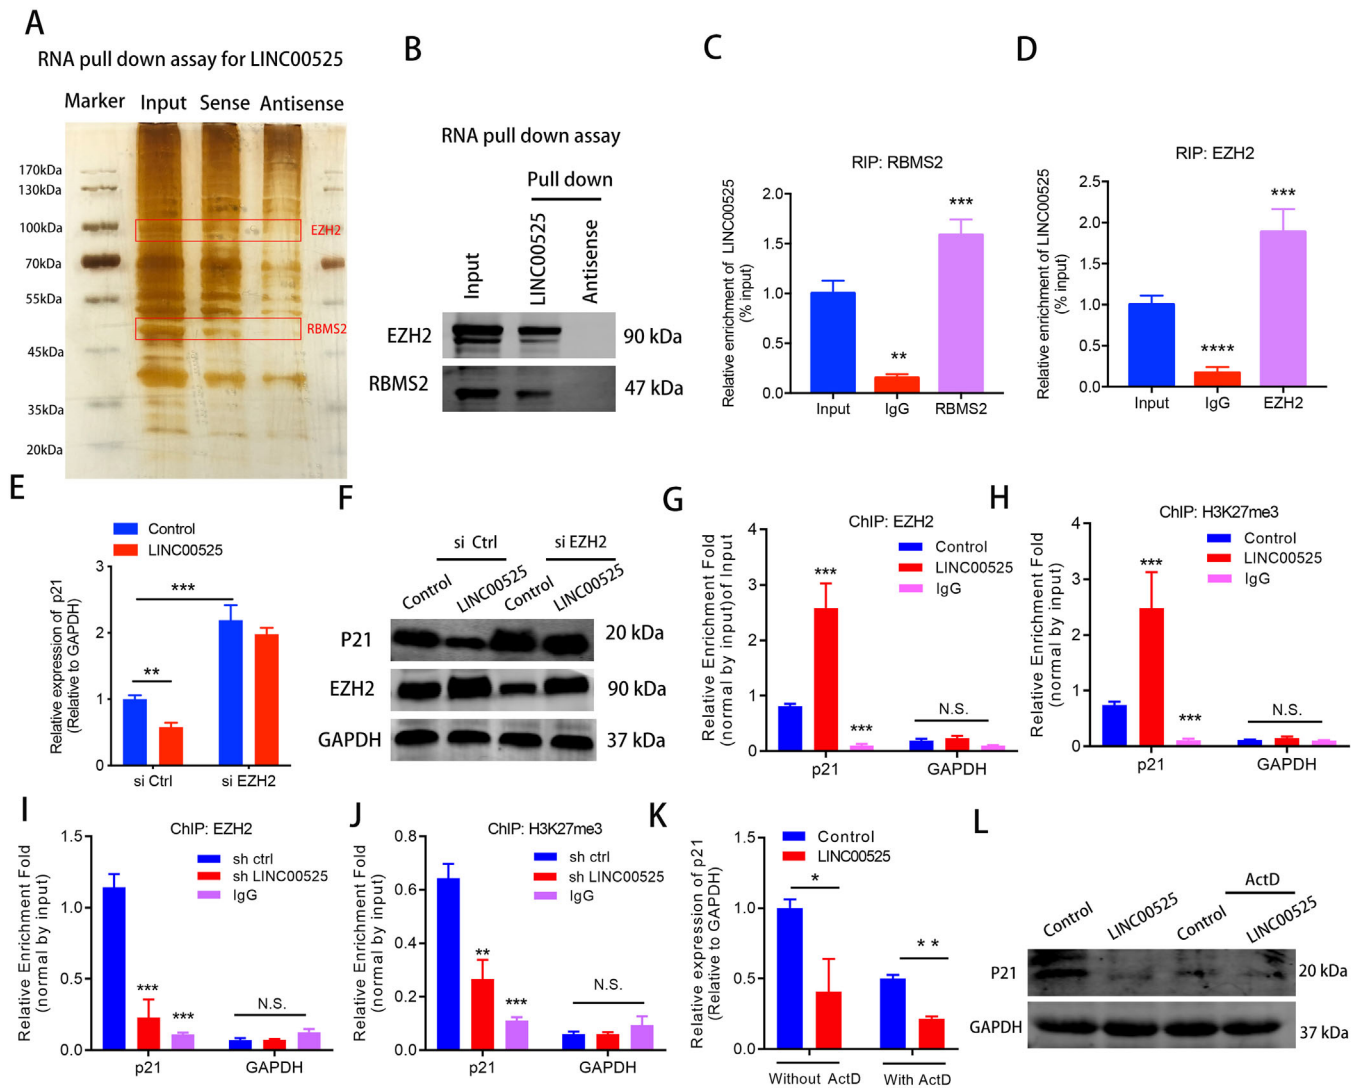 A
RNA pull down assay for LINC00525
Marker Input Sense Antisense
170kDa
130kDa
100kDa
EZH2
70kDa
55kDa
RBMS2
45kDa
35kDa
20kDa
B
RNA pull down assay
Pull down
Input
LINC00525
Antisense
EZH2
90 kDa
RBMS2
47 kDa
C
RIP: RBMS2
Relative enrichment of LINC00525
(% input)
2.0
1.5
1.0
0.5
0.0
**
***
Input IgG RBMS2
D
RIP: EZH2
Relative enrichment of LINC00525
(% input)
2.5
2.0
1.5
1.0
0.5
0.0
****
***
Input IgG EZH2
E
Control
LINC00525
Relative expression of p21
(Relative to GAPDH)
3
2
1
0
***
**
si Ctrl si EZH2
F
si Ctrl si EZH2
Control LINC00525 Control LINC00525
P21 20 kDa
EZH2 90 kDa
GAPDH 37 kDa
G
ChIP: EZH2
Control
LINC00525
IgG
Relative Enrichment Fold
(normal by input)of Input
4
3
2
1
0
***
***
N.S.
p21 GAPDH
H
ChIP: H3K27me3
Control
LINC00525
IgG
Relative Enrichment Fold
(normal by input)
4
3
2
1
0
***
***
N.S.
p21 GAPDH
I
ChIP: EZH2
sh ctrl
sh LINC00525
IgG
Relative Enrichment Fold
(normal by input)
1.5
1.0
0.5
0.0
***
***
N.S.
p21 GAPDH
J
ChIP: H3K27me3
sh ctrl
sh LINC00525
IgG
Relative Enrichment Fold
(normal by input)
0.8
0.6
0.4
0.2
0.0
**
***
N.S.
p21 GAPDH
K
Control
LINC00525
Relative expression of p21
(Relative to GAPDH)
1.5
1.0
0.5
0.0
*
* *
Without ActD With ActD
L
ActD
Control LINC00525 Control LINC00525
P21 20 kDa
GAPDH 37 kDa